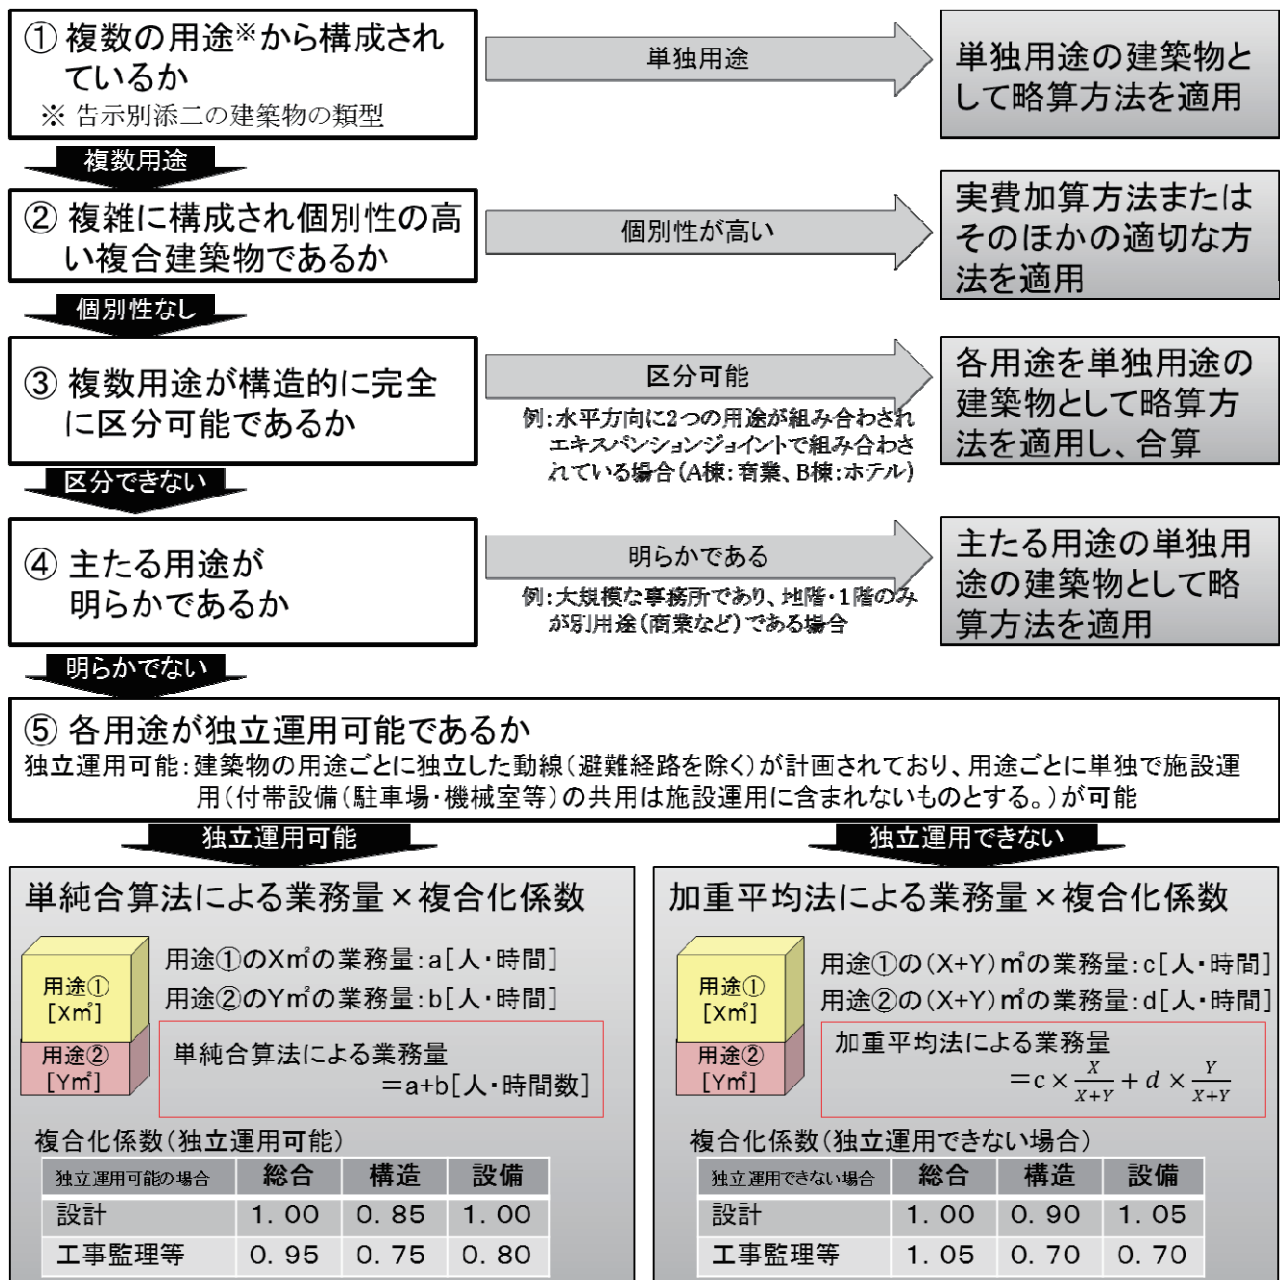 ① 複数の用途※から構成され
ているか
※ 告示別添二の建築物の類型
単独用途
単独用途の建築物と
して略算方法を適用
複数用途
② 複雑に構成され個別性の高
い複合建築物であるか
個別性が高い
実費加算方法または
そのほかの適切な方
法を適用
個別性なし
③ 複数用途が構造的に完全
に区分可能であるか
区分可能
例：水平方向に2つの用途が組み合わされ
エキスパンションジョイントで組み合わさ
れている場合（A棟：商業、B棟：ホテル）
各用途を単独用途の
建築物として略算方
法を適用し、合算
区分できない
④ 主たる用途が
明らかであるか
明らかである
例：大規模な事務所であり、地階・1階のみ
が別用途（商業など）である場合
主たる用途の単独用
途の建築物として略
算方法を適用
明らかでない
⑤ 各用途が独立運用可能であるか
独立運用可能：建築物の用途ごとに独立した動線（避難経路を除く）が計画されており、用途ごとに単独で施設運
用（付帯設備（駐車場・機械室等）の共用は施設運用に含まれないものとする。）が可能
独立運用可能
独立運用できない
単純合算法による業務量×複合化係数
用途①
[X㎡]
用途②
[Y㎡]
用途①のX㎡の業務量：a[人・時間]
用途②のY㎡の業務量：b[人・時間]
単純合算法による業務量
＝a+b[人・時間数]
複合化係数（独立運用可能）
独立運用可能の場合 総合 構造 設備
設計 1.00 0.85 1.00
工事監理等 0.95 0.75 0.80
加重平均法による業務量×複合化係数
用途①
[X㎡]
用途②
[Y㎡]
用途①の(X+Y)㎡の業務量：c[人・時間]
用途②の(X+Y)㎡の業務量：d[人・時間]
加重平均法による業務量
＝c × X/(X+Y) + d × Y/(X+Y)
複合化係数（独立運用できない場合）
独立運用できない場合 総合 構造 設備
設計 1.00 0.90 1.05
工事監理等 1.05 0.70 0.70